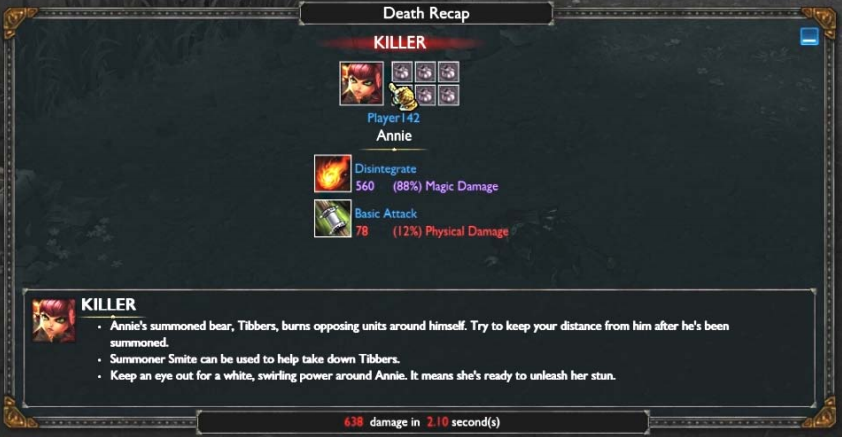 Death Recap
KILLER
Player142
Annie
Disintegrate
560 (88%) Magic Damage
Basic Attack
78 (12%) Physical Damage
KILLER
• Annie's summoned bear, Tibbers, burns opposing units around himself. Try to keep your distance from him after he's been
summoned.
• Summoner Smite can be used to help take down Tibbers.
• Keep an eye out for a white, swirling power around Annie. It means she's ready to unleash her stun.
638 damage in 2.10 second(s)